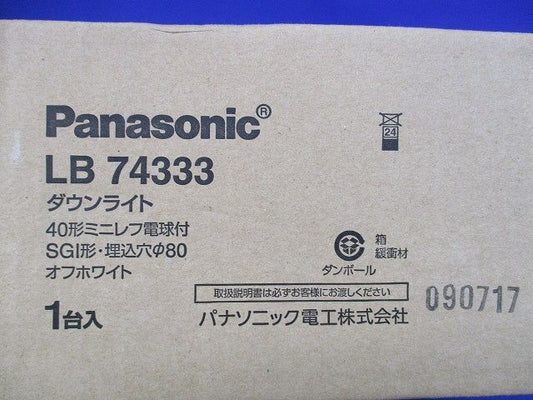 Panasonic®
LB 74333
ダウンライト
40形ミニレフ電球付
SGI形・埋込穴Φ80
オフホワイト
1台入
24
箱
緩衝材
ダンボール
取扱説明書は必ずお客様にお渡しください
パナソニック電工株式会社
090717